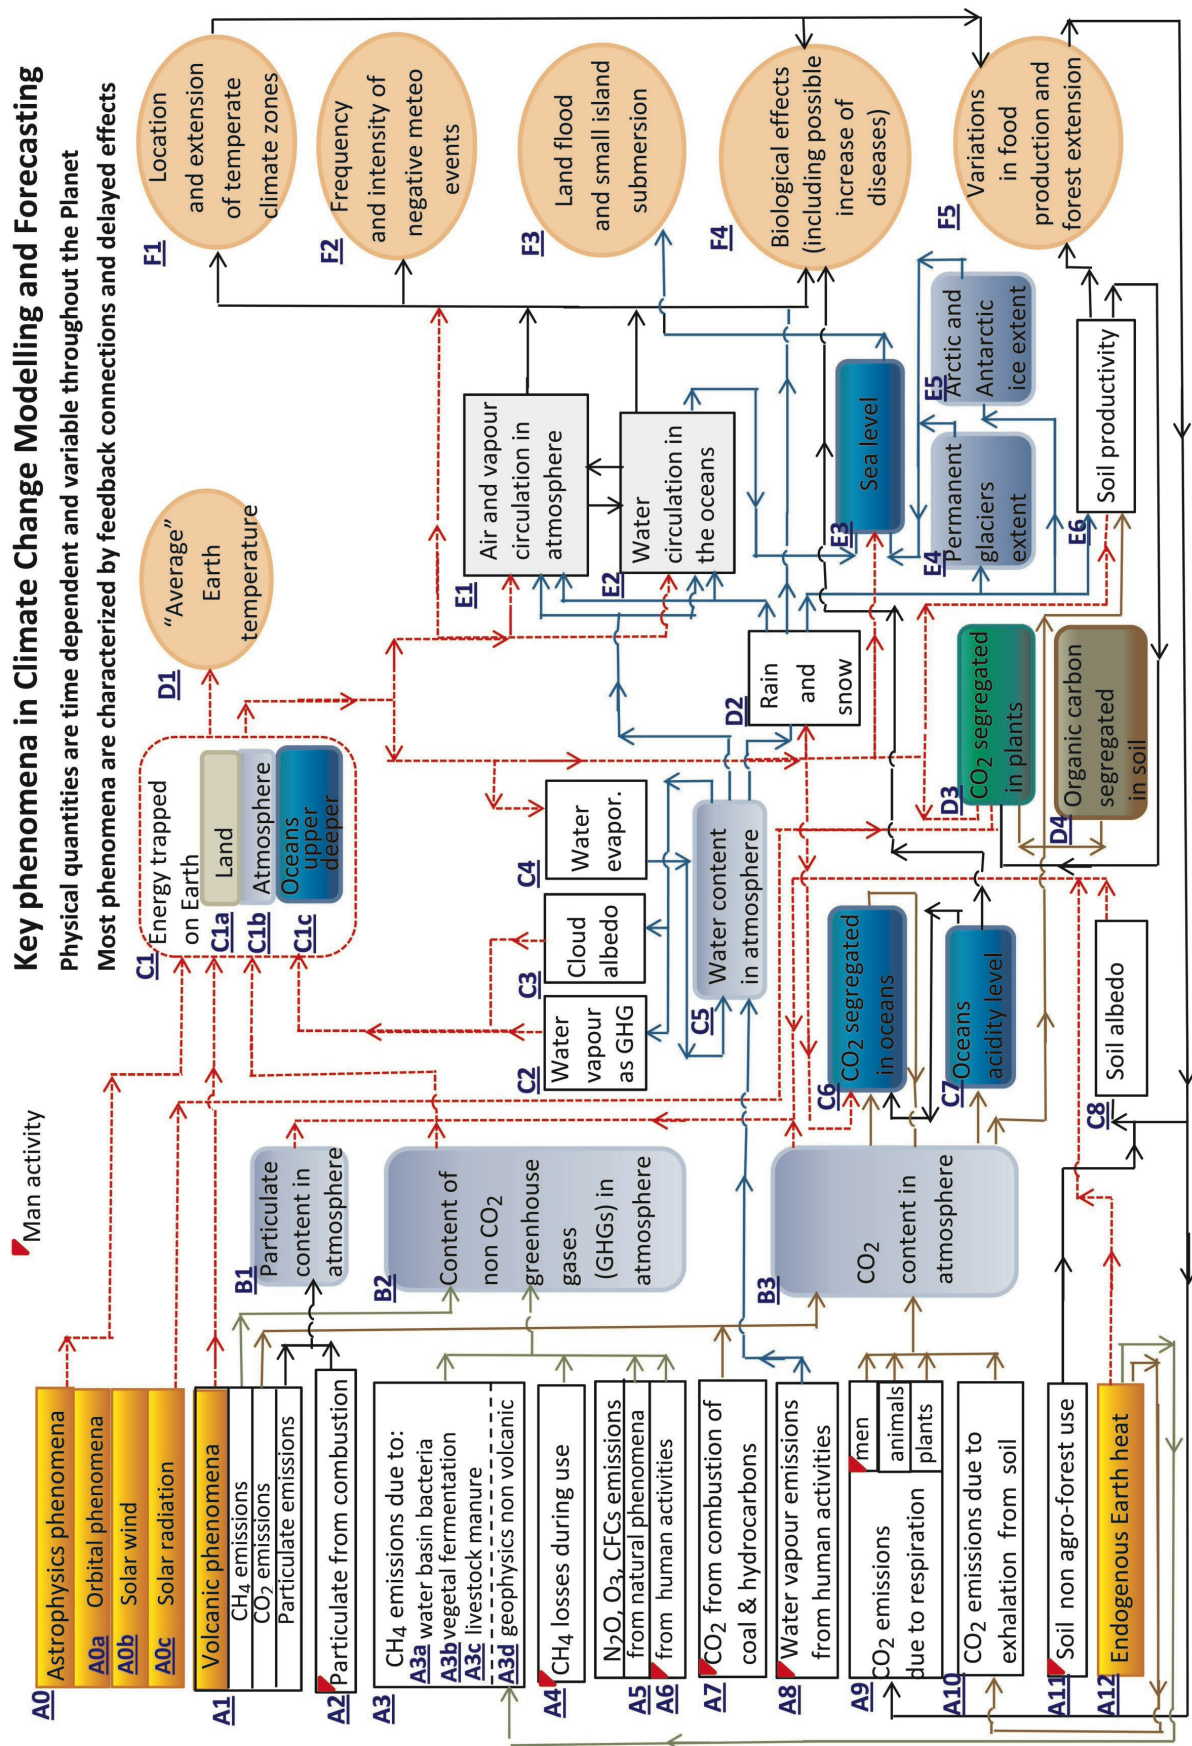 Key phenomena in Climate Change Modelling and Forecasting
Physical quantities are time dependent and variable throughout the Planet
Most phenomena are characterized by feedback connections and delayed effects
Man activity
A0
Astrophysics phenomena
A0a
Orbital phenomena
A0b
Solar wind
A0c
Solar radiation
A1
Volcanic phenomena
CH4 emissions
CO2 emissions
Particulate emissions
A2
Particulate from combustion
A3
CH4 emissions due to:
A3a water basin bacteria
A3b vegetal fermentation
A3c livestock manure
A3d geophysics non volcanic
A4
CH4 losses during use
N2O, O3, CFCs emissions
A5
from natural phenomena
A6
from human activities
A7
CO2 from combustion of
coal & hydrocarbons
A8
Water vapour emissions
from human activities
A9
CO2 emissions
due to respiration
men
animals
plants
A10
CO2 emissions due to
exhalation from soil
A11
Soil non agro-forest use
A12
Endogenous Earth heat
B1
Particulate
content in
atmosphere
B2
Content of
non CO2
greenhouse
gases
(GHGs) in
atmosphere
B3
CO2
content in
atmosphere
C1
Energy trapped
on Earth
C1a
Land
C1b
Atmosphere
C1c
Oceans
upper
deeper
C2
Water
vapour
as GHG
C3
Cloud
albedo
C4
Water
evapor.
C5
Water content
in atmosphere
C6
CO2 segregated
in oceans
C7
Oceans
acidity level
C8
Soil albedo
D1
“Average”
Earth
temperature
D2
Rain
and
snow
D3
CO2 segregated
in plants
D4
Organic carbon
segregated
in soil
E1
Air and vapour
circulation in
atmosphere
E2
Water
circulation in
the oceans
E3
Sea level
E4
Permanent
glaciers
extent
E5
Arctic and
Antarctic
ice extent
E6
Soil productivity
F1
Location
and extension
of temperate
climate zones
F2
Frequency
and intensity of
negative meteo
events
F3
Land flood
and small island
submersion
F4
Biological effects
(including possible
increase of
diseases)
F5
Variations
in food
production and
forest extension